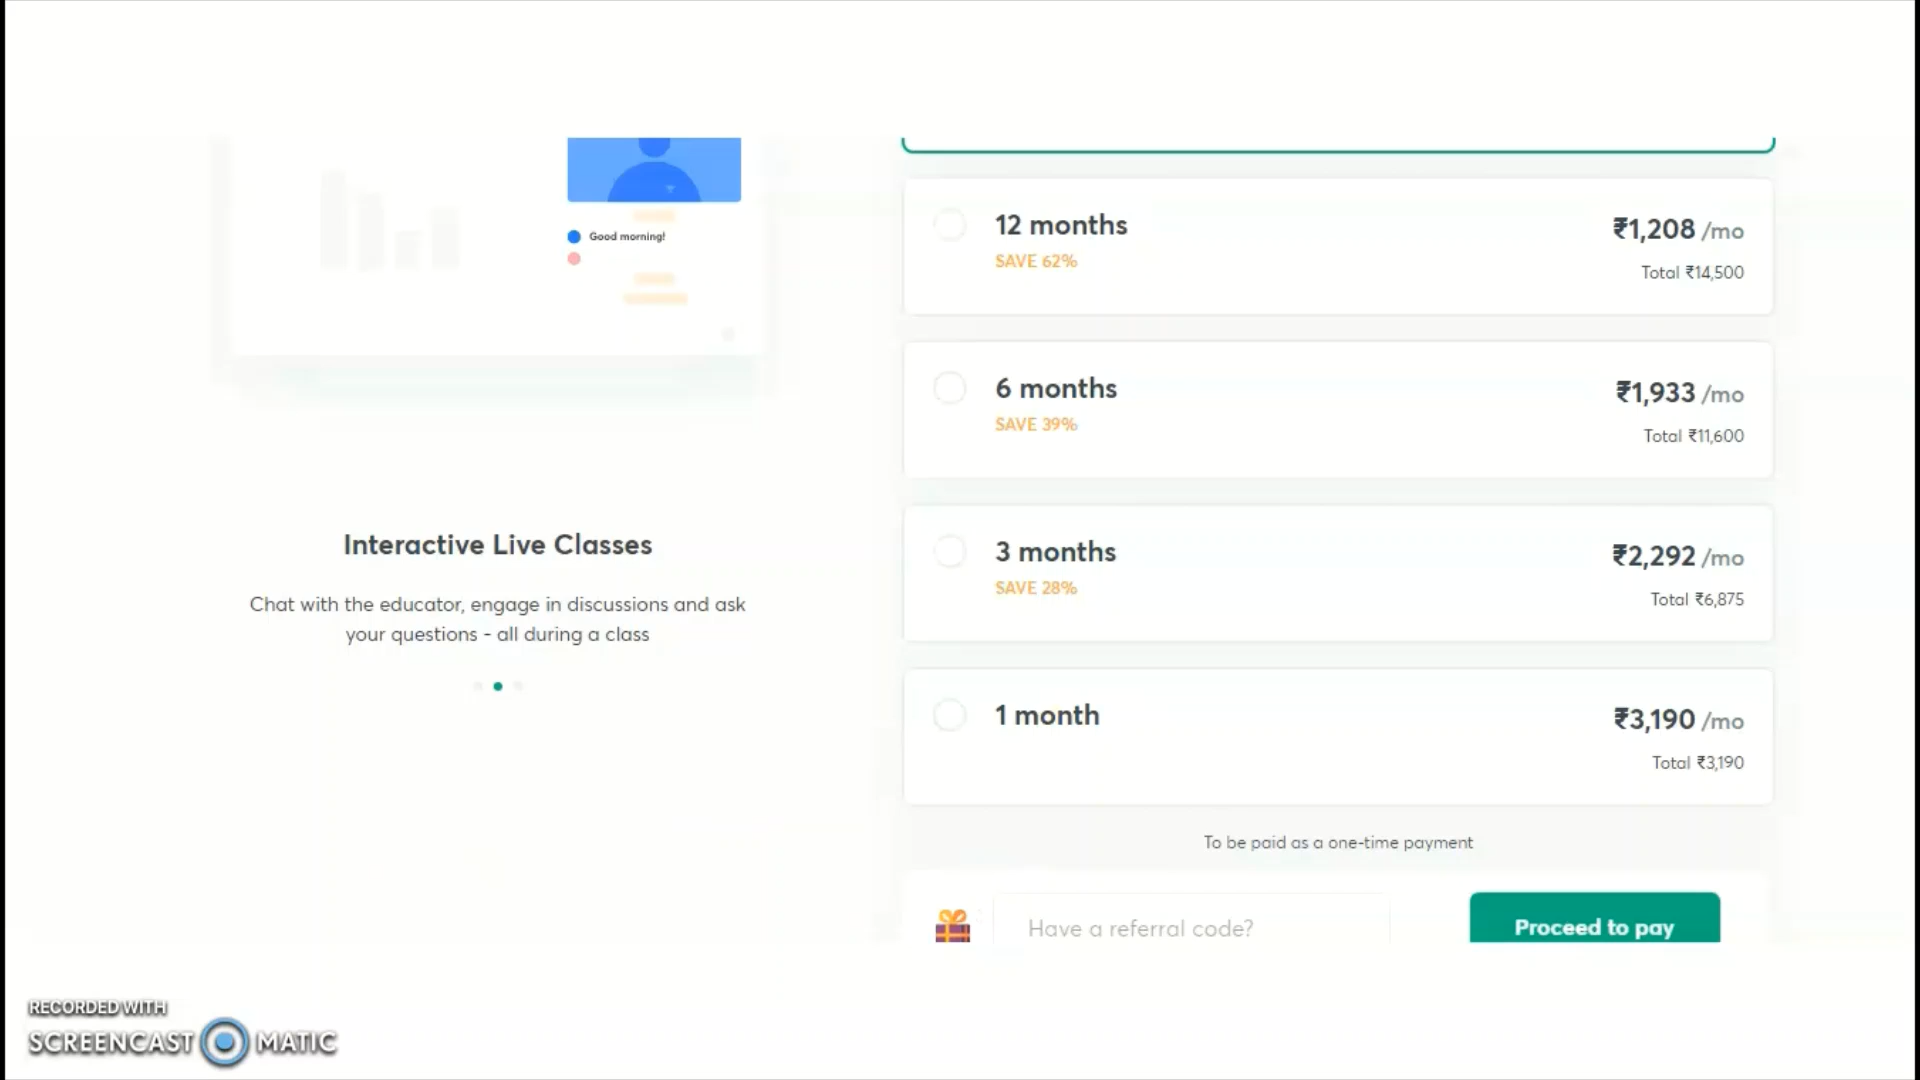 Good morning!
Interactive Live Classes
Chat with the educator, engage in discussions and ask
your questions - all during a class
12 months
SAVE 62%
₹1,208 /mo
Total ₹14,500
6 months
SAVE 39%
₹1,933 /mo
Total ₹11,600
3 months
SAVE 28%
₹2,292 /mo
Total ₹6,875
1 month
₹3,190 /mo
Total ₹3,190
To be paid as a one-time payment
Have a referral code?
Proceed to pay
RECORDED WITH
SCREENCAST MATIC